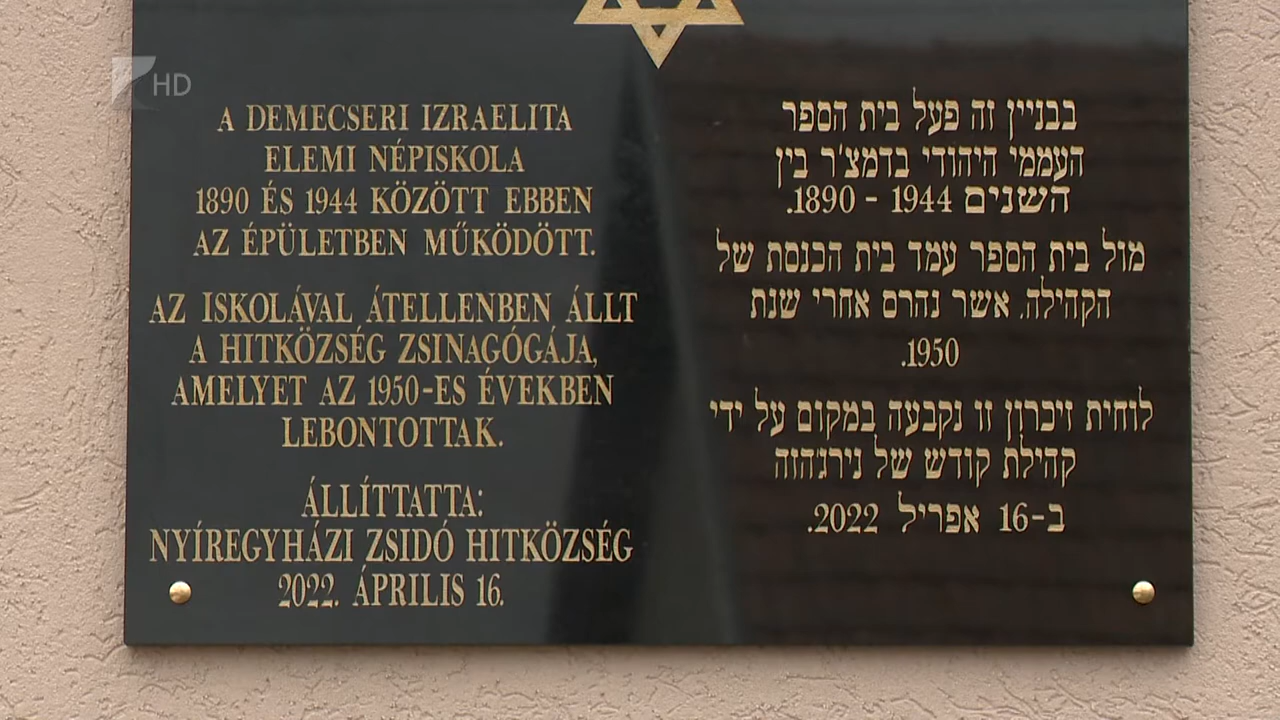 HD
A DEMECSERI IZRAELITA
ELEMI NÉPISKOLA
1890 ÉS 1944 KÖZÖTT EBBEN
AZ ÉPÜLETBEN MŰKÖDÖTT.
AZ ISKOLÁVAL ÁTELLENBEN ÁLLT
A HITKÖZSÉG ZSINAGÓGÁJA,
AMELYET AZ 1950-ES ÉVEKBEN
LEBONTOTTAK.
ÁLLÍTTATTA:
NYÍREGYHÁZI ZSIDÓ HITKÖZSÉG
2022. ÁPRILIS 16.
בבניין זה פעל בית הספר
העממי היהודי בדמצ'ר בין
השנים 1944 - 1890.
מול בית הספר עמד בית הכנסת של
הקהילה, אשר נהרס אחרי שנת
1950.
לוחית זיכרון זו נקבעה במקום על ידי
קהילת קודש של נירג'הזה
ב-16 אפריל 2022.